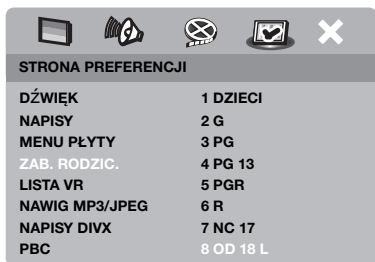 STRONA PREFERENCJI
DŹWIĘK 1 DZIECI
NAPISY 2 G
MENU PŁYTY 3 PG
ZAB. RODZIC. 4 PG 13
LISTA VR 5 PGR
NAWIG MP3/JPEG 6 R
NAPISY DIVX 7 NC 17
PBC 8 OD 18 L